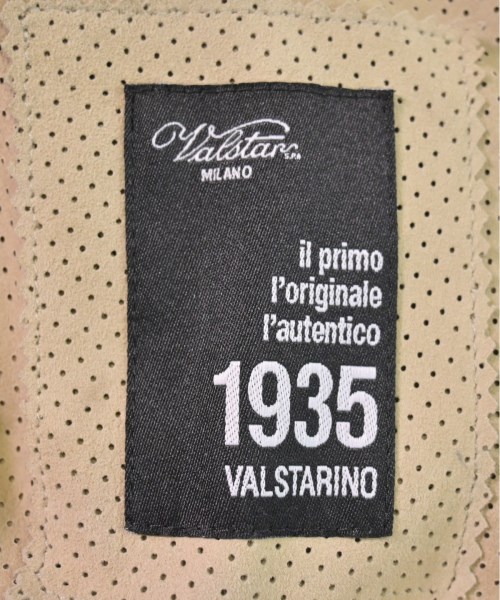 Valstar S.P.A.
MILANO
il primo
l'originale
l'autentico
1935
VALSTARINO